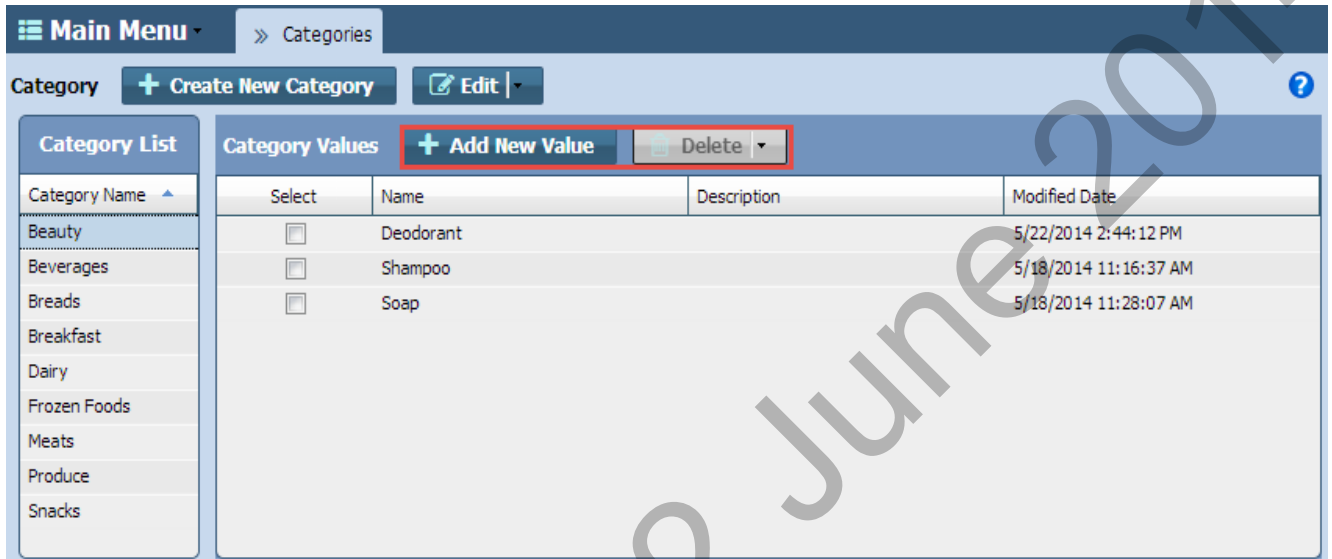 Main Menu » Categories
Category + Create New Category Edit
Category List Category Values + Add New Value Delete
Category Name Select Name Description Modified Date
Beauty Deodorant 5/22/2014 2:44:12 PM
Beverages Shampoo 5/18/2014 11:16:37 AM
Breads Soap 5/18/2014 11:28:07 AM
Breakfast
Dairy
Frozen Foods
Meats
Produce
Snacks
June